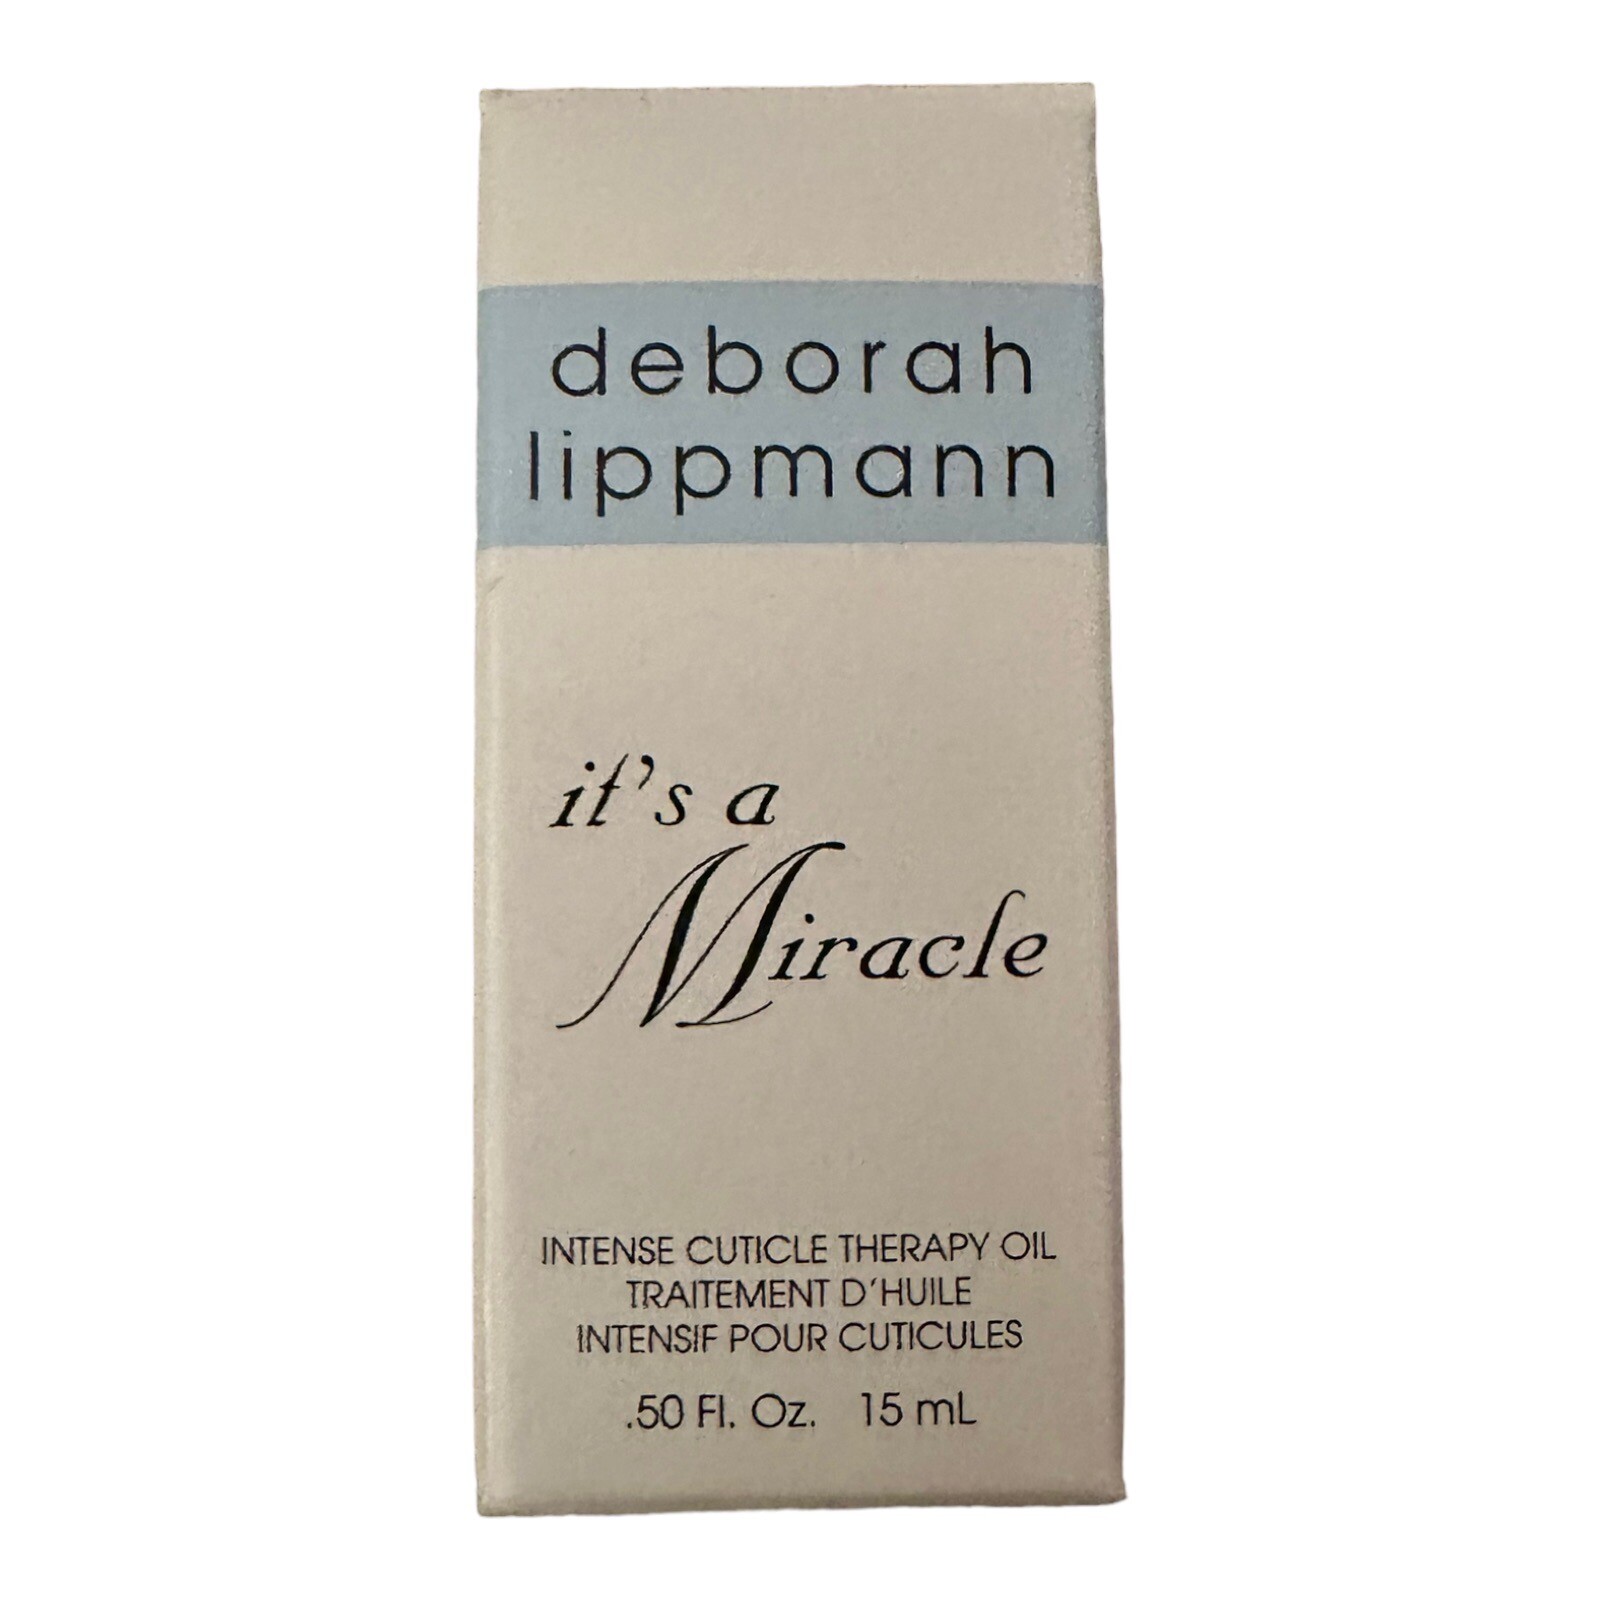 deborah
lippmann
it's a
Miracle
INTENSE CUTICLE THERAPY OIL
TRAITEMENT D'HUILE
INTENSIF POUR CUTICULES
.50 Fl. Oz. 15 mL